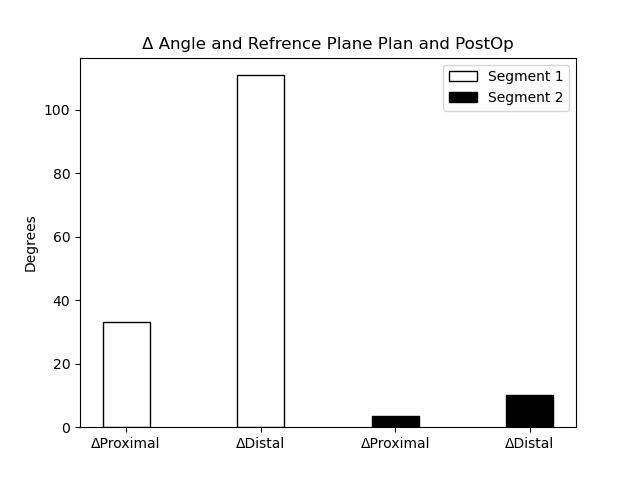 Δ Angle and Refrence Plane Plan and PostOp
Segment 1
Segment 2
Degrees
100
80
60
40
20
0
ΔProximal ΔDistal ΔProximal ΔDistal